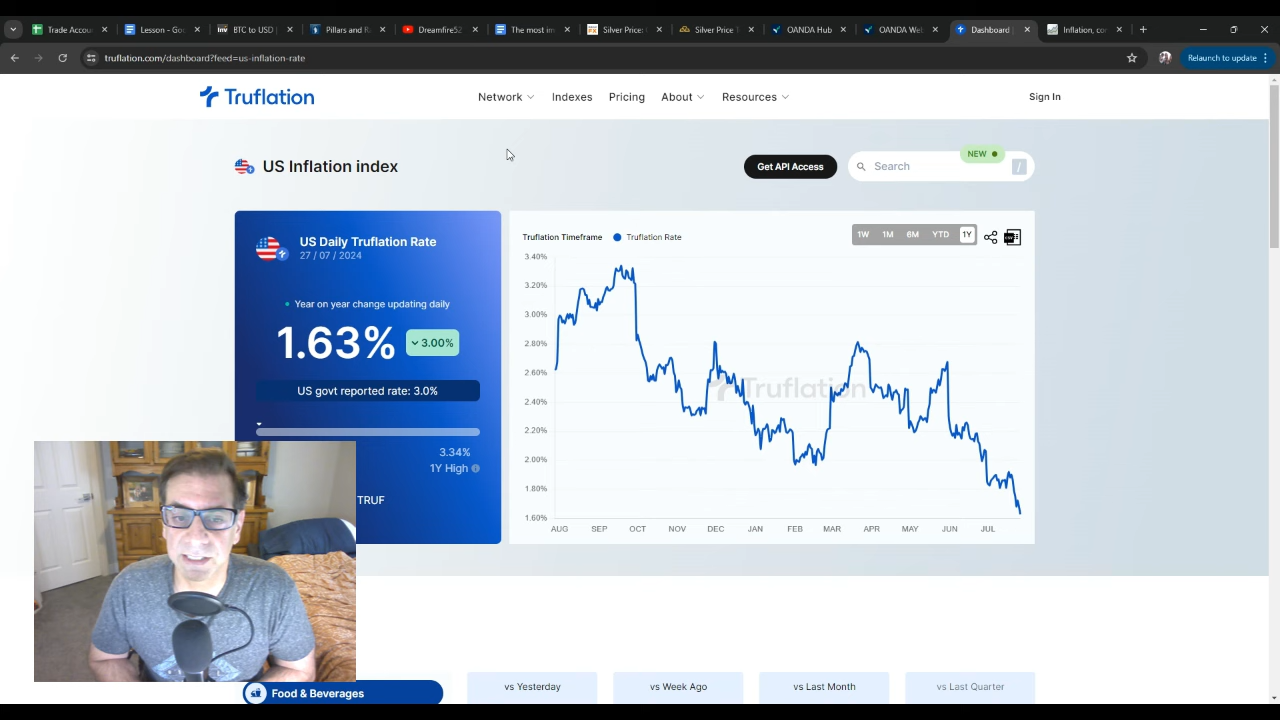 Trade Accou
Lesson - Go
BTC to USD
Pillars and R
Dreamfire52
The most im
Silver Price:
Silver Price T
OANDA Hub
OANDA Wel
Dashboard
Inflation, co
truflation.com/dashboard?feed=us-inflation-rate
Relaunch to update
Truflation
Network
Indexes
Pricing
About
Resources
Sign In
US Inflation index
Get API Access
Search
/
NEW
US Daily Truflation Rate
27 / 07 / 2024
Year on year change updating daily
1.63%
3.00%
US govt reported rate: 3.0%
3.34%
1Y High
TRUF
Truflation Timeframe
Truflation Rate
1W 1M 6M YTD 1Y
3.40%
3.20%
3.00%
2.80%
2.60%
2.40%
2.20%
2.00%
1.80%
1.60%
Truflation
AUG SEP OCT NOV DEC JAN FEB MAR APR MAY JUN JUL
Food & Beverages
vs Yesterday
vs Week Ago
vs Last Month
vs Last Quarter